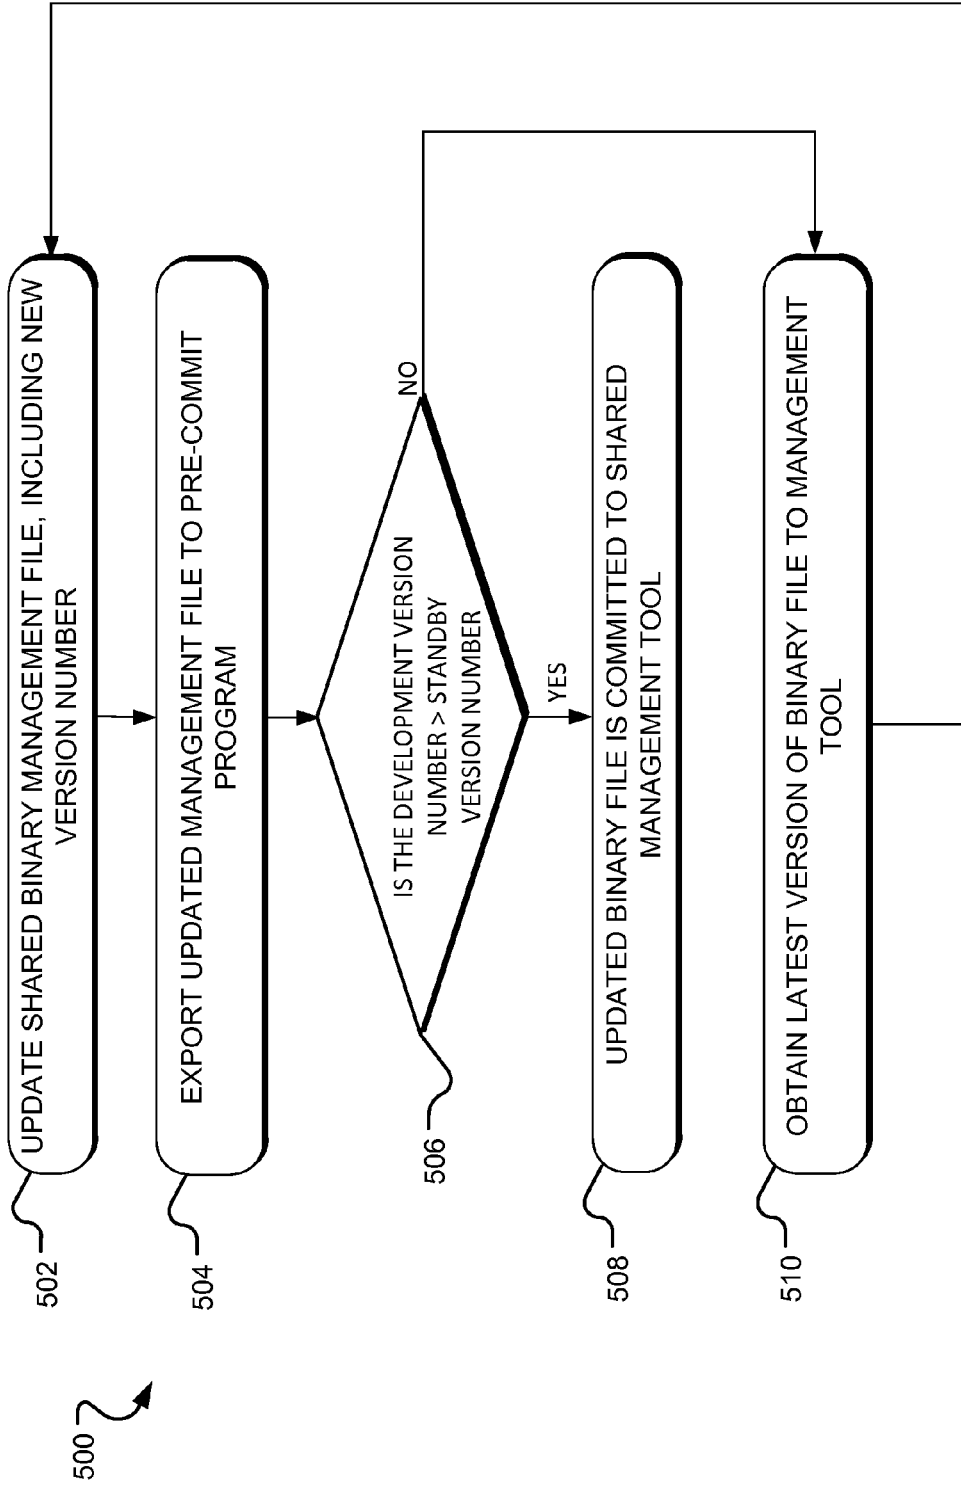 500
502
UPDATE SHARED BINARY MANAGEMENT FILE, INCLUDING NEW
VERSION NUMBER
504
EXPORT UPDATED MANAGEMENT FILE TO PRE-COMMIT
PROGRAM
506
IS THE DEVELOPMENT VERSION
NUMBER > STANDBY
VERSION NUMBER
NO
YES
508
UPDATED BINARY FILE IS COMMITTED TO SHARED
MANAGEMENT TOOL
510
OBTAIN LATEST VERSION OF BINARY FILE TO MANAGEMENT
TOOL